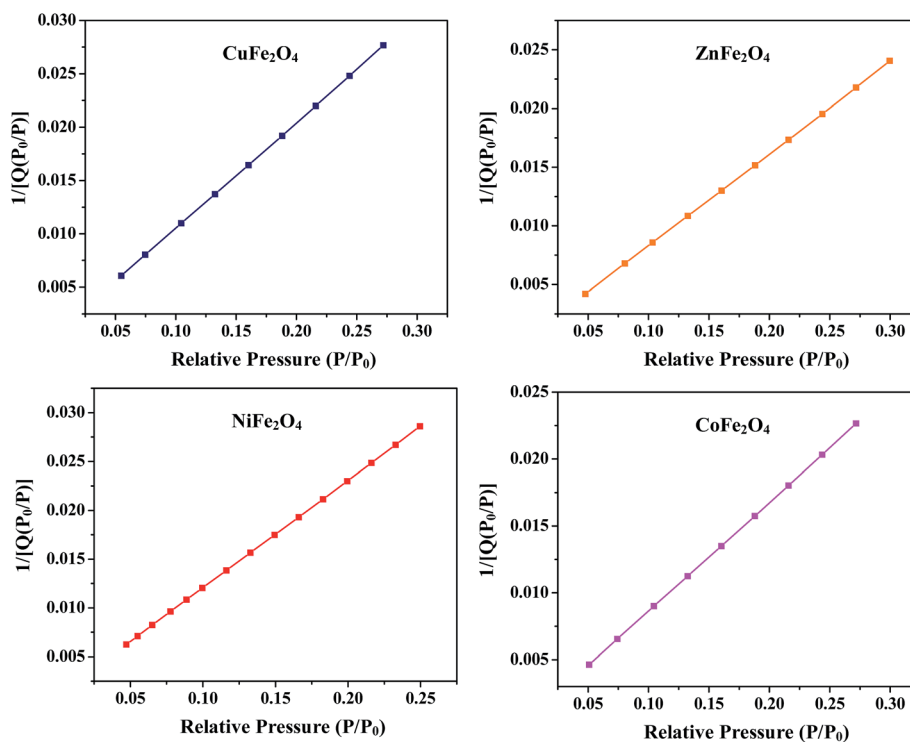 CuFe₂O₄
1/[Q(P₀/P)]
0.030
0.025
0.020
0.015
0.010
0.005
0.05 0.10 0.15 0.20 0.25 0.30
Relative Pressure (P/P₀)
ZnFe₂O₄
1/[Q(P₀/P)]
0.025
0.020
0.015
0.010
0.005
0.05 0.10 0.15 0.20 0.25 0.30
Relative Pressure (P/P₀)
NiFe₂O₄
1/[Q(P₀/P)]
0.030
0.025
0.020
0.015
0.010
0.005
0.05 0.10 0.15 0.20 0.25
Relative Pressure (P/P₀)
CoFe₂O₄
1/[Q(P₀/P)]
0.025
0.020
0.015
0.010
0.005
0.05 0.10 0.15 0.20 0.25 0.30
Relative Pressure (P/P₀)